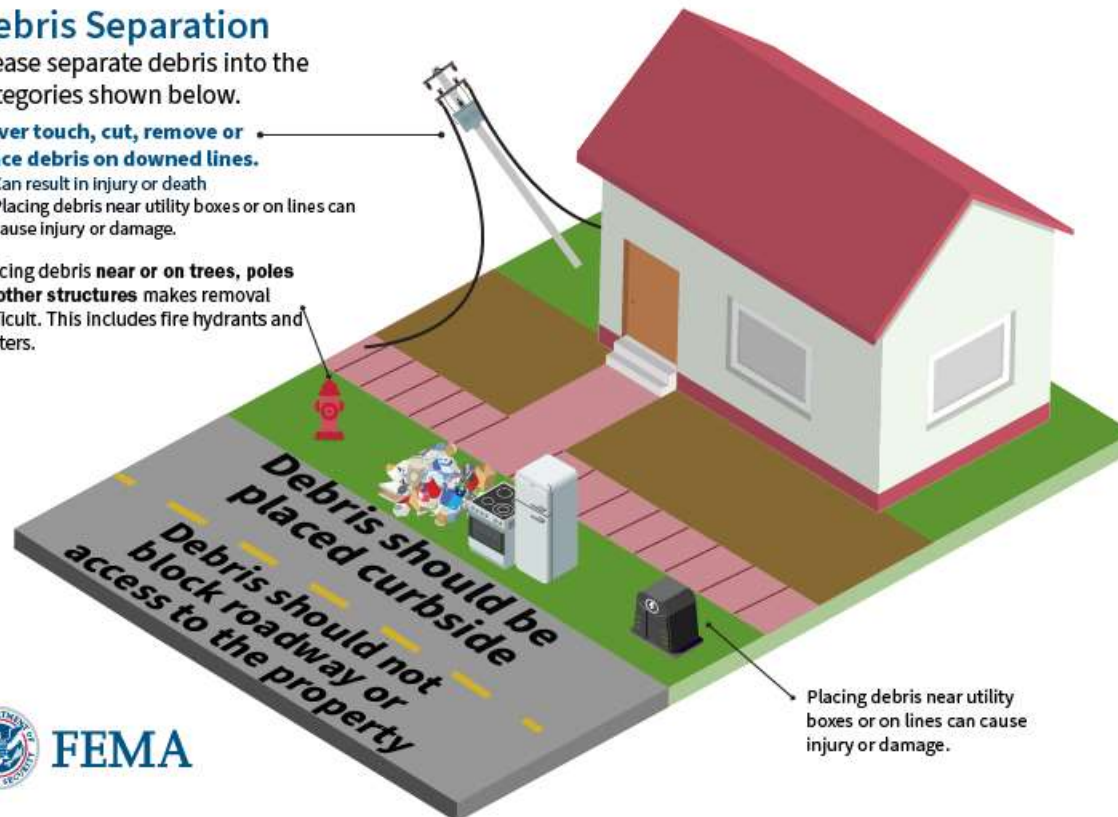 ebris Separation
ease separate debris into the
tegories shown below.
ver touch, cut, remove or
ce debris on downed lines.
Can result in injury or death
Placing debris near utility boxes or on lines can
ause injury or damage.
cing debris near or on trees, poles
other structures makes removal
ficult. This includes fire hydrants and
ters.
Debris should be
placed curbside
Debris should not
block roadway or
access to the property
Placing debris near utility
boxes or on lines can cause
injury or damage.
FEMA